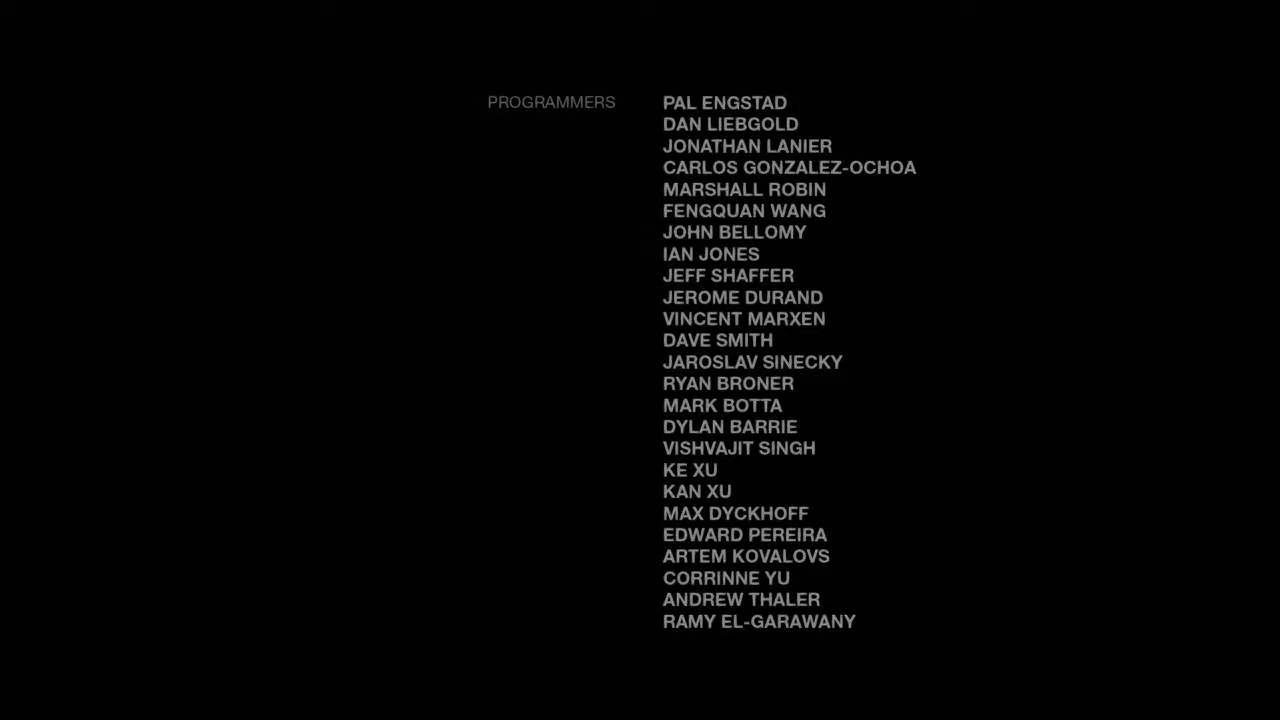 PROGRAMMERS PAL ENGSTAD
DAN LIEBGOLD
JONATHAN LANIER
CARLOS GONZALEZ-OCHOA
MARSHALL ROBIN
FENGQUAN WANG
JOHN BELLOMY
IAN JONES
JEFF SHAFFER
JEROME DURAND
VINCENT MARXEN
DAVE SMITH
JAROSLAV SINECKY
RYAN BRONER
MARK BOTTA
DYLAN BARRIE
VISHVAJIT SINGH
KE XU
KAN XU
MAX DYCKHOFF
EDWARD PEREIRA
ARTEM KOVALOVS
CORRINNE YU
ANDREW THALER
RAMY EL-GARAWANY